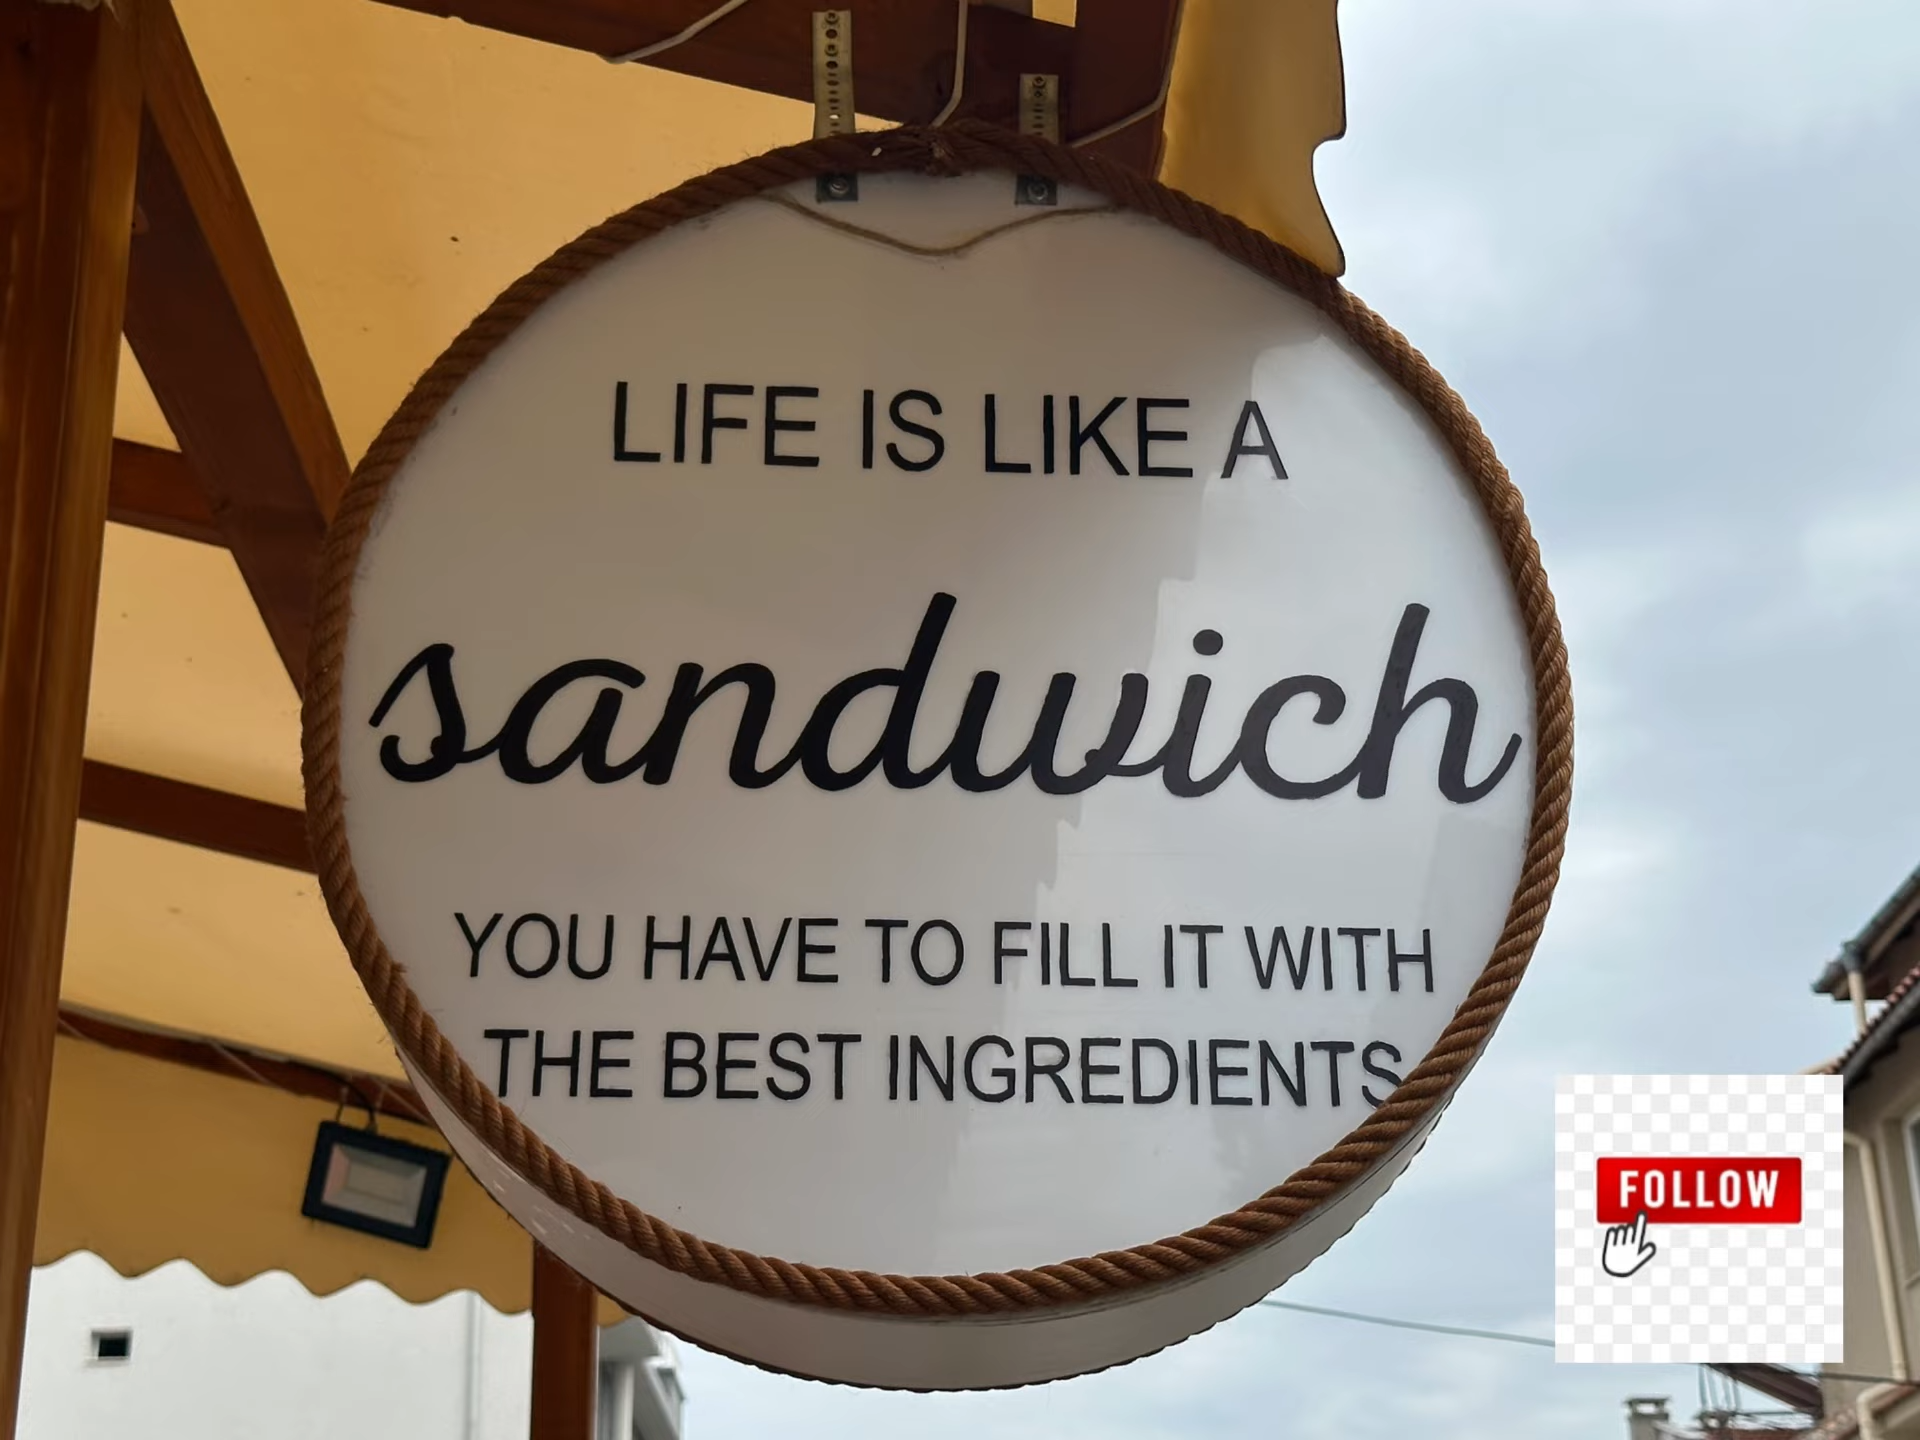 LIFE IS LIKE A
sandwich
YOU HAVE TO FILL IT WITH
THE BEST INGREDIENTS
FOLLOW